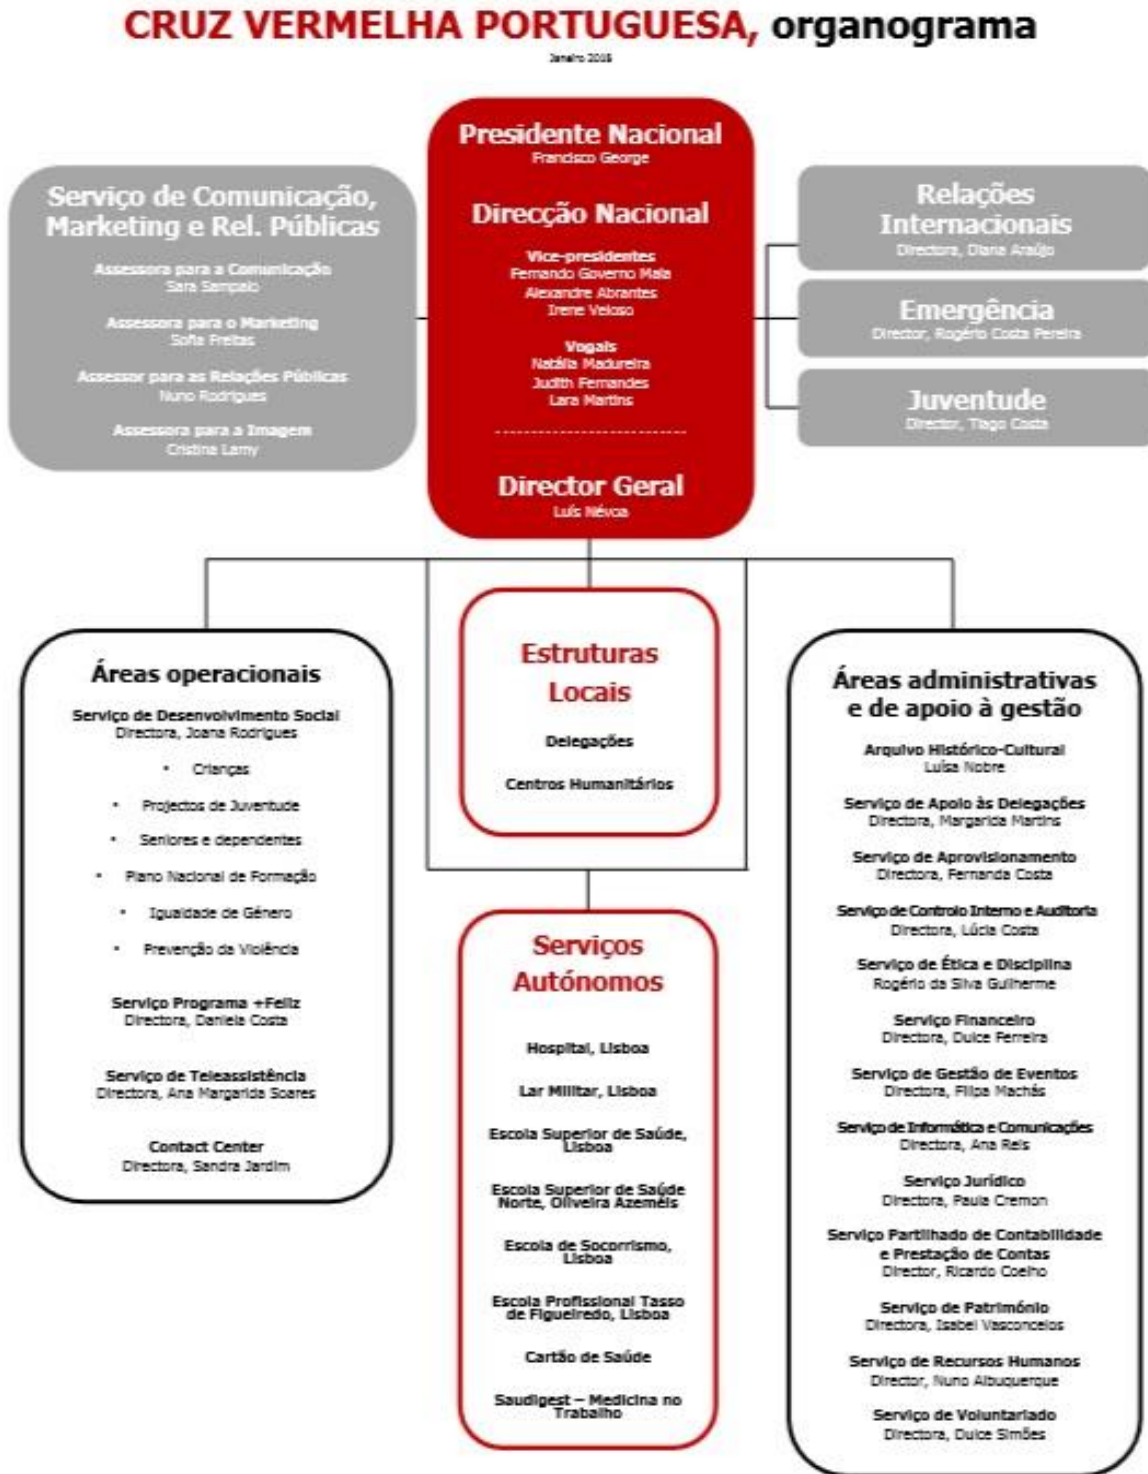 CRUZ VERMELHA PORTUGUESA, organograma
Janeiro 2018
Presidente Nacional
Francisco George
Direcção Nacional
Vice-presidentes
Fernando Governo Maia
Alexandre Abrantes
Irene Veloso
Vogais
Natália Madureira
Judith Fernandes
Lara Martins
Director Geral
Luís Névoa
Serviço de Comunicação,
Marketing e Rel. Públicas
Assessora para a Comunicação
Sara Sampaio
Assessora para o Marketing
Sofia Freitas
Assessor para as Relações Públicas
Nuno Rodrigues
Assessora para a Imagem
Cristina Lamy
Relações
Internacionais
Directora, Diana Araújo
Emergência
Director, Rogério Costa Pereira
Juventude
Director, Tiago Costa
Áreas operacionais
Serviço de Desenvolvimento Social
Directora, Joana Rodrigues
• Crianças
• Projectos de Juventude
• Seniores e dependentes
• Plano Nacional de Formação
• Igualdade de Género
• Prevenção da Violência
Serviço Programa +Feliz
Directora, Daniela Costa
Serviço de Teleassistência
Directora, Ana Margarida Soares
Contact Center
Directora, Sandra Jardim
Estruturas
Locais
Delegações
Centros Humanitários
Serviços
Autónomos
Hospital, Lisboa
Lar Militar, Lisboa
Escola Superior de Saúde,
Lisboa
Escola Superior de Saúde
Norte, Oliveira Azeméis
Escola de Socorrismo,
Lisboa
Escola Profissional Tasso
de Figueiredo, Lisboa
Cartão de Saúde
Saudigest – Medicina no
Trabalho
Áreas administrativas
e de apoio à gestão
Arquivo Histórico-Cultural
Luísa Nobre
Serviço de Apoio às Delegações
Directora, Margarida Martins
Serviço de Aprovisionamento
Directora, Fernanda Costa
Serviço de Controlo Interno e Auditoria
Directora, Lúcia Costa
Serviço de Ética e Disciplina
Rogério da Silva Guilherme
Serviço Financeiro
Directora, Dulce Ferreira
Serviço de Gestão de Eventos
Directora, Filipa Machás
Serviço de Informática e Comunicações
Directora, Ana Reis
Serviço Jurídico
Directora, Paula Cremon
Serviço Partilhado de Contabilidade
e Prestação de Contas
Director, Ricardo Coelho
Serviço de Património
Directora, Isabel Vasconcelos
Serviço de Recursos Humanos
Director, Nuno Albuquerque
Serviço de Voluntariado
Directora, Dulce Simões